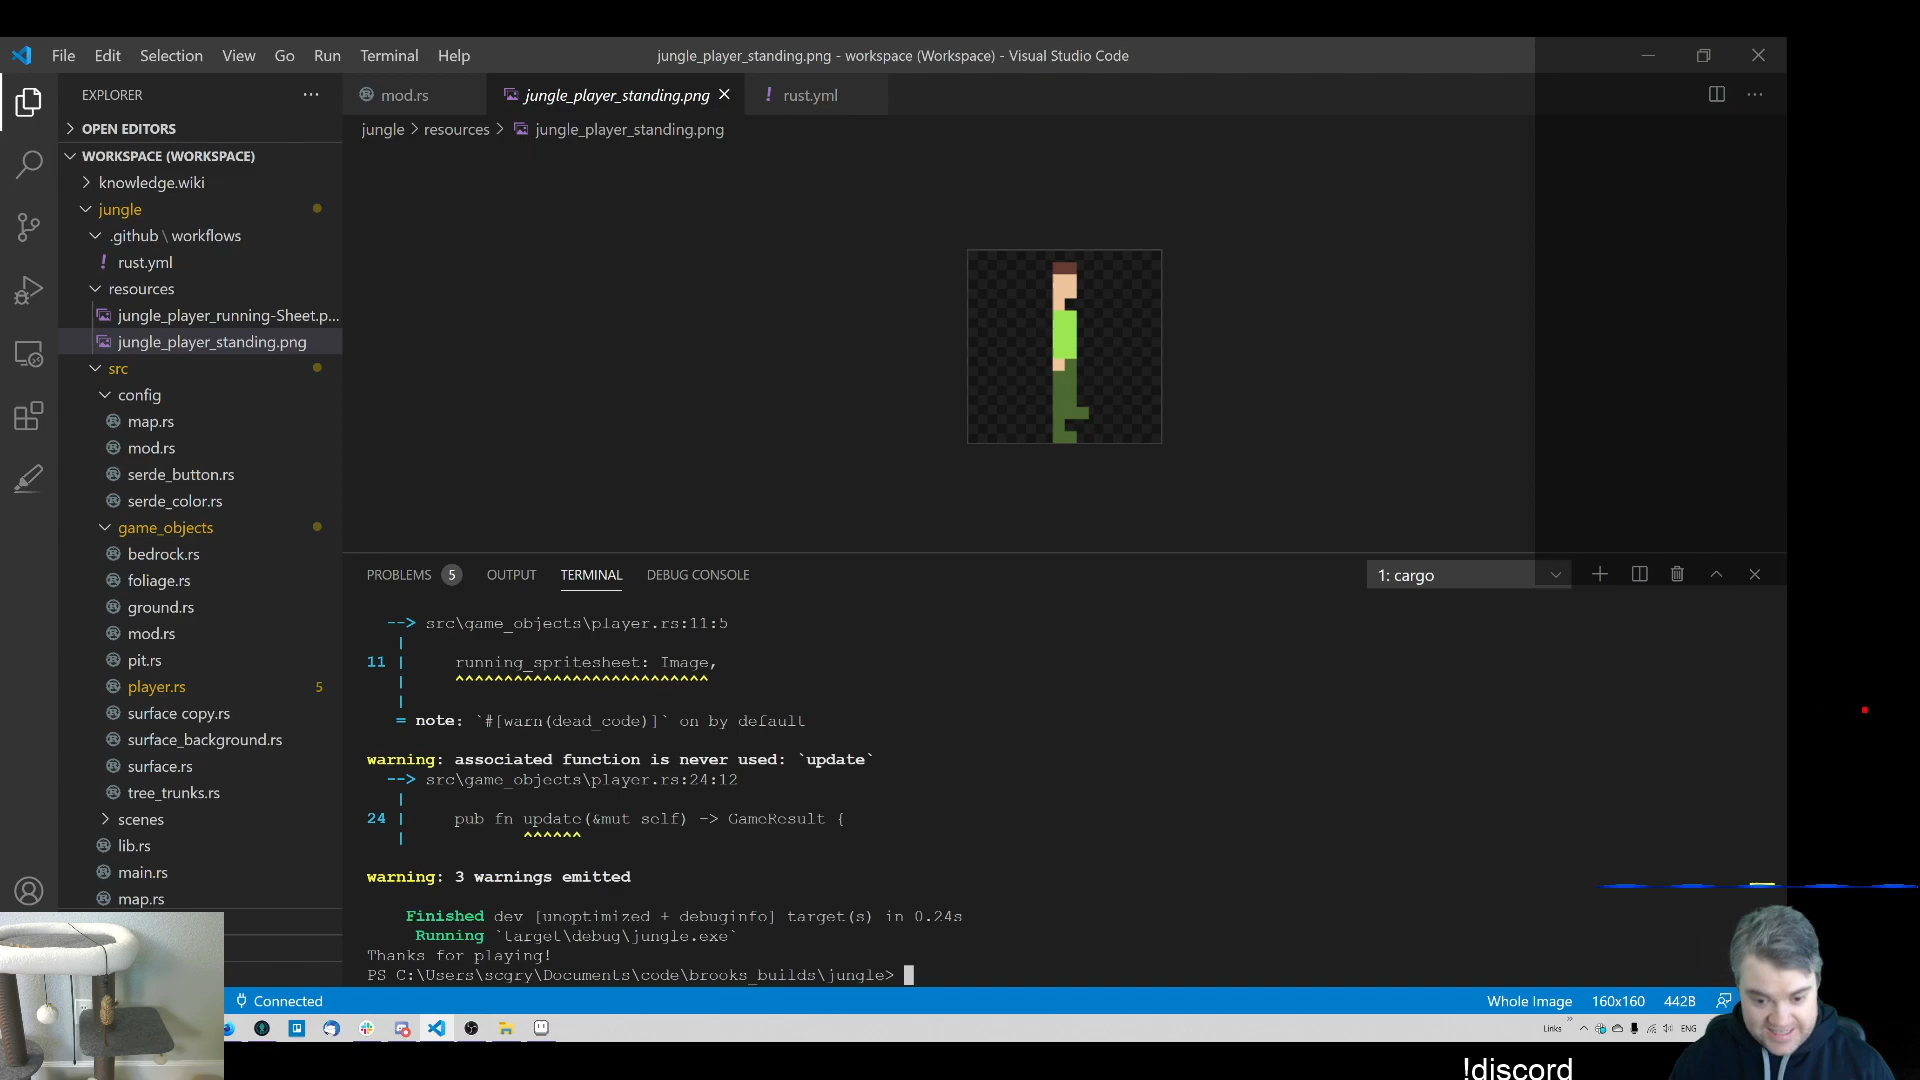 File Edit Selection View Go Run Terminal Help
jungle_player_standing.png - workspace (Workspace) - Visual Studio Code
EXPLORER
mod.rs
jungle_player_standing.png
rust.yml
jungle > resources > jungle_player_standing.png
OPEN EDITORS
WORKSPACE (WORKSPACE)
knowledge.wiki
jungle
.github \ workflows
rust.yml
resources
jungle_player_running-Sheet.p...
jungle_player_standing.png
src
config
map.rs
mod.rs
serde_button.rs
serde_color.rs
game_objects
bedrock.rs
foliage.rs
ground.rs
mod.rs
pit.rs
player.rs 5
surface copy.rs
surface_background.rs
surface.rs
tree_trunks.rs
scenes
lib.rs
main.rs
map.rs
PROBLEMS 5 OUTPUT TERMINAL DEBUG CONSOLE
1: cargo
--> src\game_objects\player.rs:11:5
|
11 | running_spritesheet: Image,
| ^^^^^^^^^^^^^^^^^^^^^^^^^^
|
= note: `#[warn(dead_code)]` on by default
warning: associated function is never used: `update`
--> src\game_objects\player.rs:24:12
|
24 | pub fn update(&mut self) -> GameResult {
| ^^^^^^
warning: 3 warnings emitted
Finished dev [unoptimized + debuginfo] target(s) in 0.24s
Running `target\debug\jungle.exe`
Thanks for playing!
PS C:\Users\scgry\Documents\code\brooks_builds\jungle>
Connected
Whole Image 160x160 442B
Links
ENG
!discord